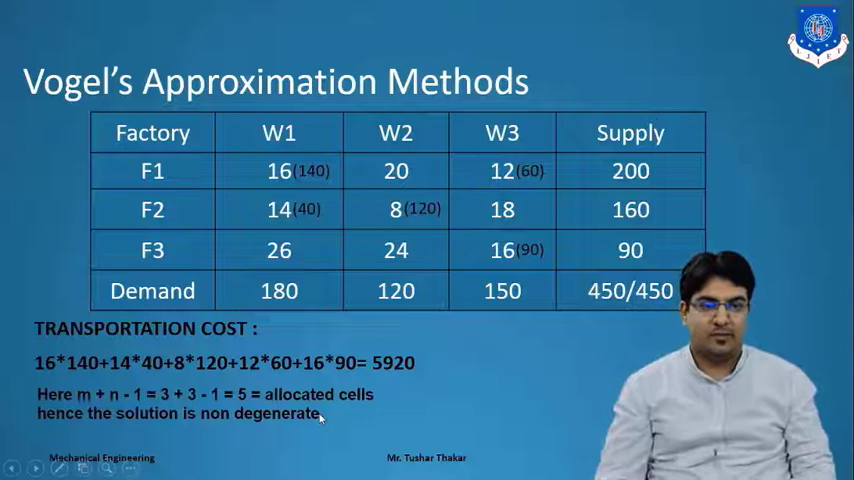 Vogel's Approximation Methods
Factory W1 W2 W3 Supply
F1 16(140) 20 12(60) 200
F2 14(40) 8(120) 18 160
F3 26 24 16(90) 90
Demand 180 120 150 450/450
TRANSPORTATION COST :
16*140+14*40+8*120+12*60+16*90= 5920
Here m + n - 1 = 3 + 3 - 1 = 5 = allocated cells
hence the solution is non degenerate
Mechanical Engineering Mr. Tushar Thakar